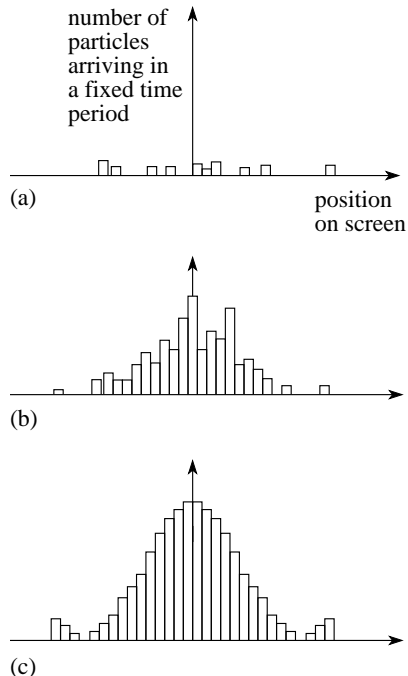 number of
particles
arriving in
a fixed time
period
(a)
position
on screen
(b)
(c)